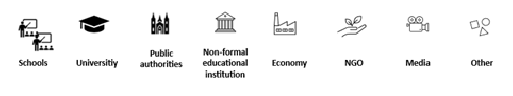 Schools
Universitiy
Public
authorities
Non-formal
educational
institution
Economy
NGO
Media
Other